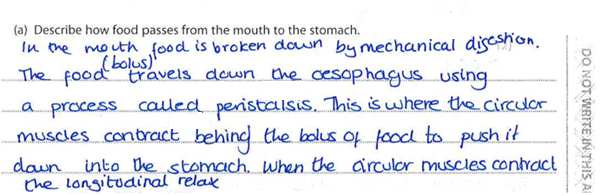 (a) Describe how food passes from the mouth to the stomach.
In the mouth food is broken down by mechanical digestion.
(bolus)
The food travels down the oesophagus using
a process called peristalsis. This is where the circular
muscles contract behind the bolus of food to push it
down into the stomach. When the circular muscles contract
the longitudinal relax
DO NOT WRITE IN THIS A